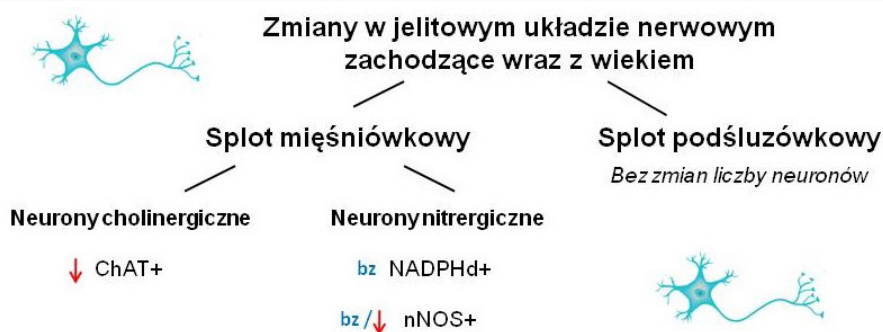 Zmiany w jelitowym układzie nerwowym
zachodzące wraz z wiekiem
Splot mięśniówkowy
Splot podśluzówkowy
Bez zmian liczby neuronów
Neurony cholinergiczne
Neurony nitrergiczne
↓ ChAT+
bz NADPHd+
bz/↓ nNOS+